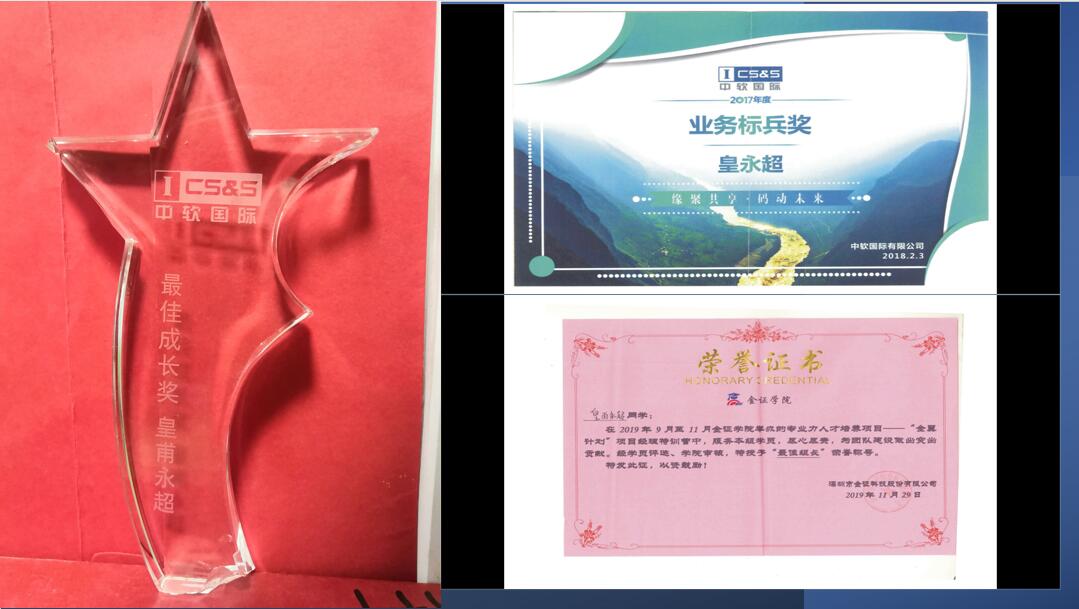 I CS&S
中软国际
最佳成长奖 皇甫永超
I CS&S
中软国际
2017年度
业务标兵奖
皇永超
缘聚共享·码动未来
中软国际有限公司
2018.2.3
荣誉证书
HONORARY CREDENTIAL
金证学院
皇甫永超同学：
在 2019 年 9 月至 11 月金证学院举办的专业力人才培养项目——“金翼
计划”项目经理特训营中，服务本组学员，尽心尽责，为团队建设做出突出
贡献。经学员评选、学院审核，特授予“最佳组长”荣誉称号。
特发此证，以资鼓励！
深圳市金证科技股份有限公司
2019 年 11 月 29 日